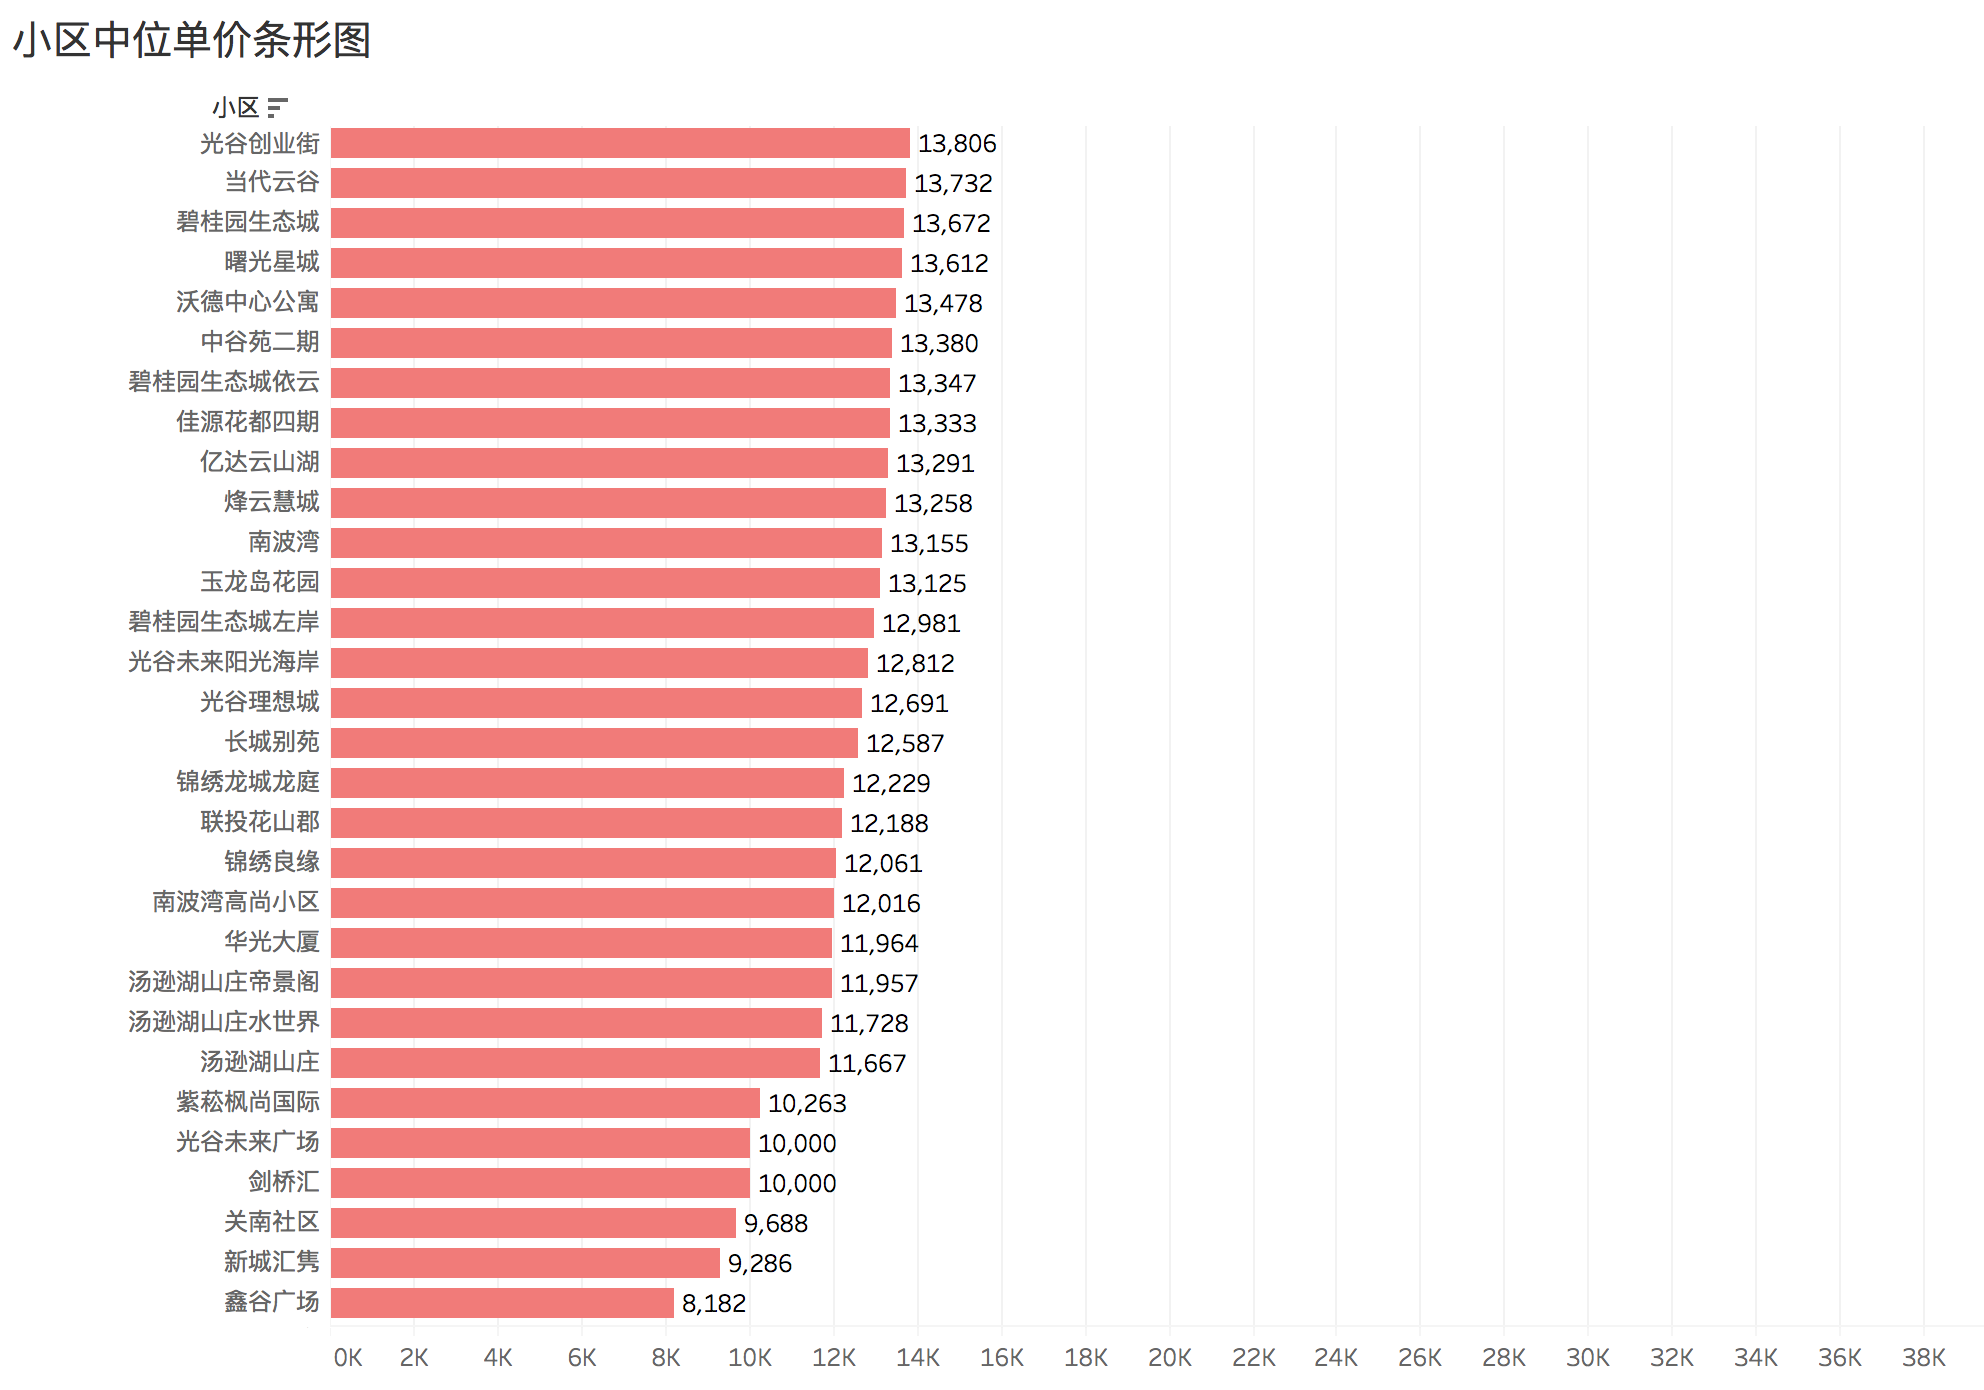 小区中位单价条形图
小区
光谷创业街 13,806
当代云谷 13,732
碧桂园生态城 13,672
曙光星城 13,612
沃德中心公寓 13,478
中谷苑二期 13,380
碧桂园生态城依云 13,347
佳源花都四期 13,333
亿达云山湖 13,291
烽云慧城 13,258
南波湾 13,155
玉龙岛花园 13,125
碧桂园生态城左岸 12,981
光谷未来阳光海岸 12,812
光谷理想城 12,691
长城别苑 12,587
锦绣龙城龙庭 12,229
联投花山郡 12,188
锦绣良缘 12,061
南波湾高尚小区 12,016
华光大厦 11,964
汤逊湖山庄帝景阁 11,957
汤逊湖山庄水世界 11,728
汤逊湖山庄 11,667
紫菘枫尚国际 10,263
光谷未来广场 10,000
剑桥汇 10,000
关南社区 9,688
新城汇隽 9,286
鑫谷广场 8,182
0K 2K 4K 6K 8K 10K 12K 14K 16K 18K 20K 22K 24K 26K 28K 30K 32K 34K 36K 38K